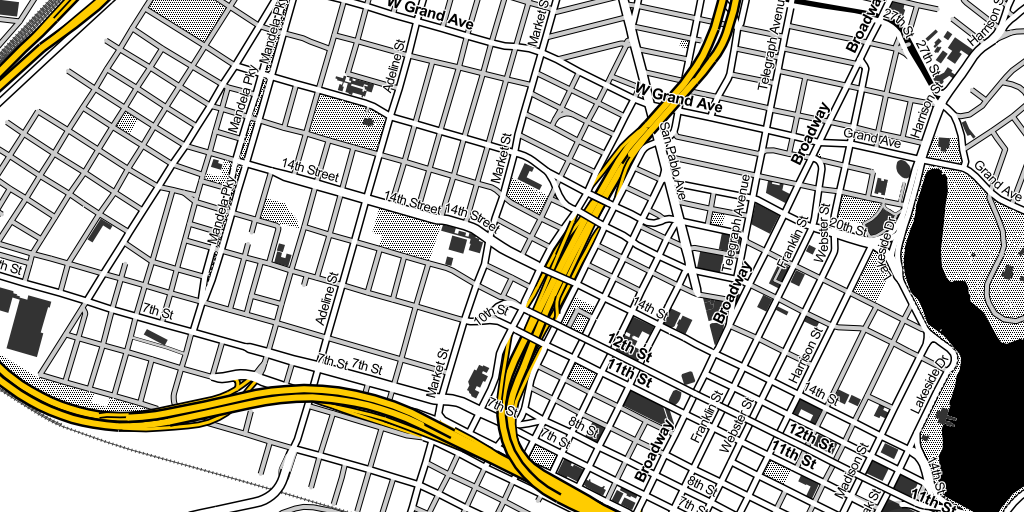 W Grand Ave
Market St
Telegraph Avenue
Broadway
27th St
Harrison St
Mandela Pky
Adeline St
27th St
Mandela Pky
W Grand Ave
Harrison St
Broadway
Grand Ave
San Pablo Ave
Market St
14th Street
Grand Ave
Mandela Pky
14th Street
14th Street
Telegraph Avenue
Franklin St
Webster St
20th St
Lakeside Dr
th St
Adeline St
7th St
10th St
14th St
Broadway
12th St
11th St
Harrison St
7th St
7th St
Market St
Lakeside Dr
14th St
7th St
8th St
7th St
Franklin St
Webster St
12th St
11th St
Broadway
Madison St
14th St
8th St
7th St
11th St